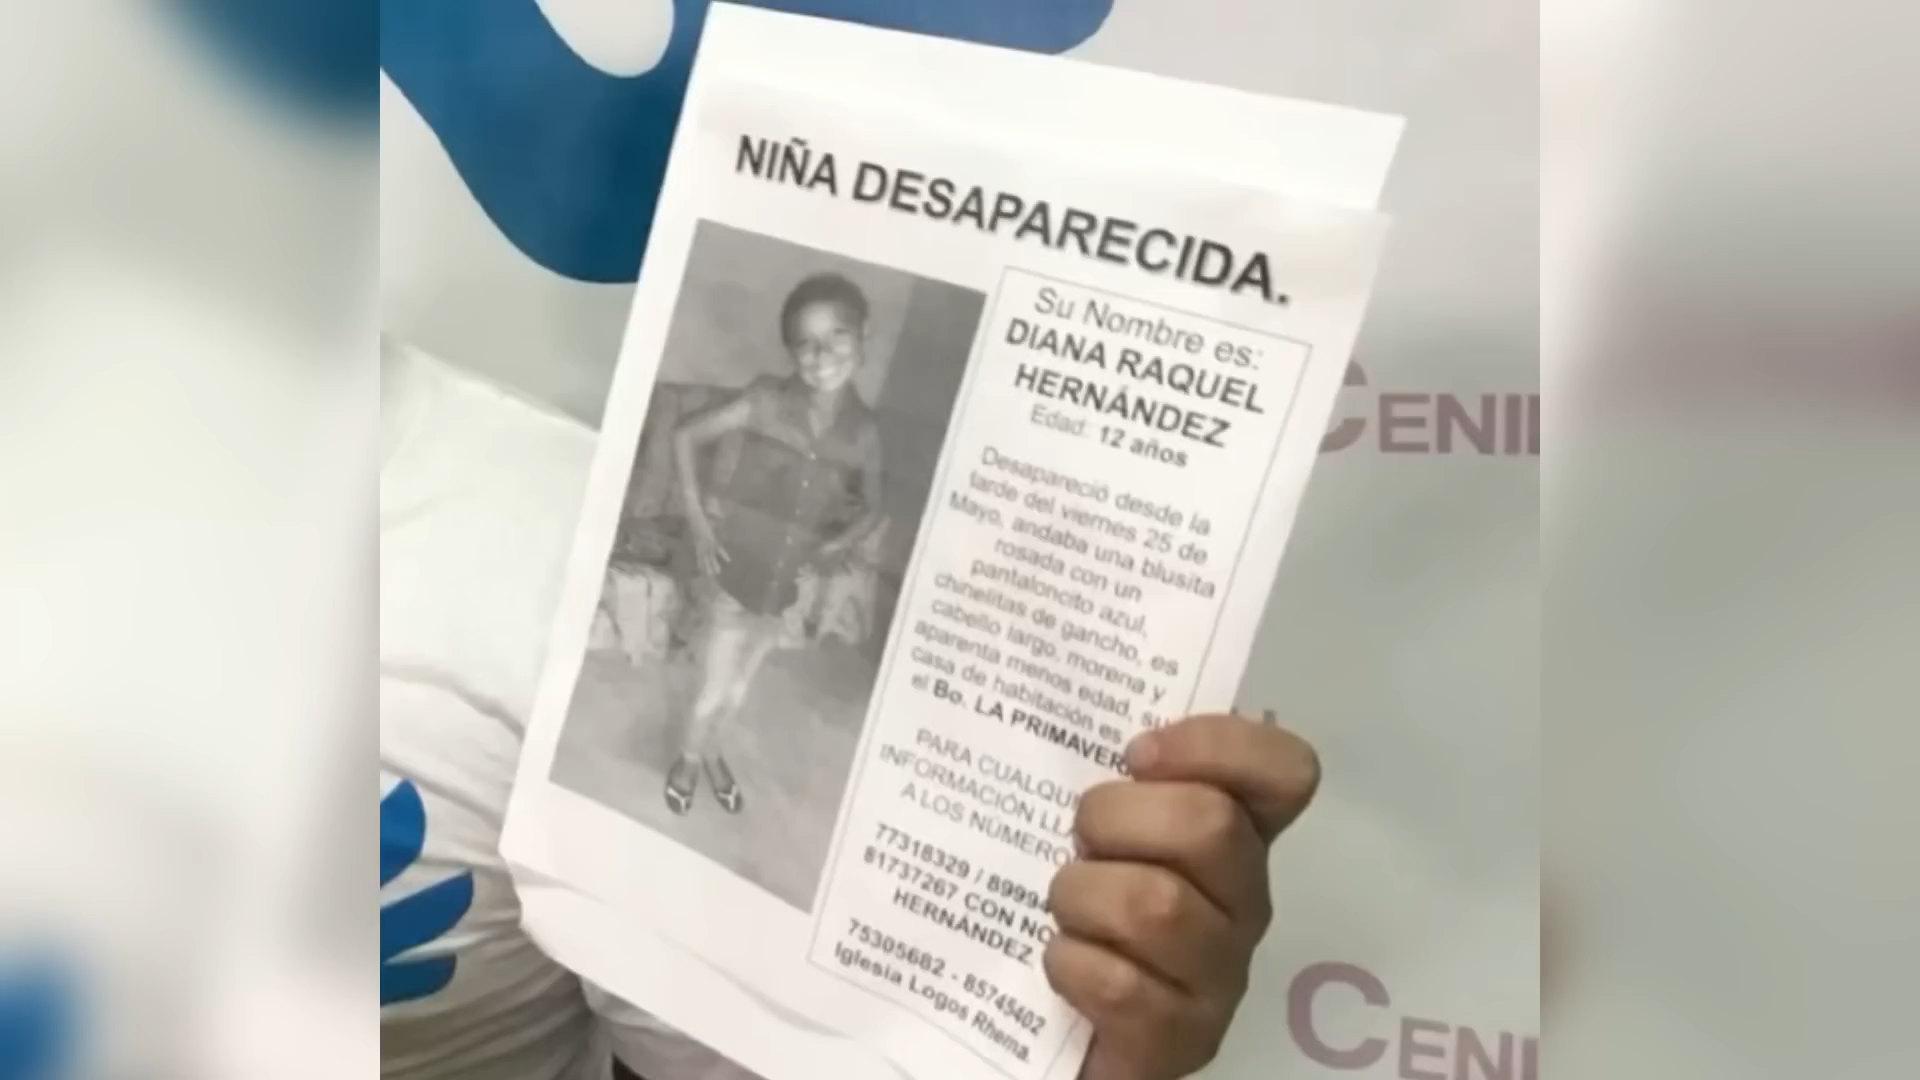 NIÑA DESAPARECIDA.
Su Nombre es:
DIANA RAQUEL
HERNÁNDEZ
Edad: 12 años
Desapareció desde la
tarde del viernes 25 de
Mayo, andaba una blusita
rosada con un
pantaloncito azul,
chinelitas de gancho, es
cabello largo, morena y
aparenta menos edad, su
casa de habitación es
el Bo. LA PRIMAVER
PARA CUALQU
INFORMACIÓN LL
A LOS NÚMERO
77318329 / 8999
81737267 CON NO
HERNÁNDEZ
75305682 - 85745402
Iglesia Logos Rhema.
CENI
CENI